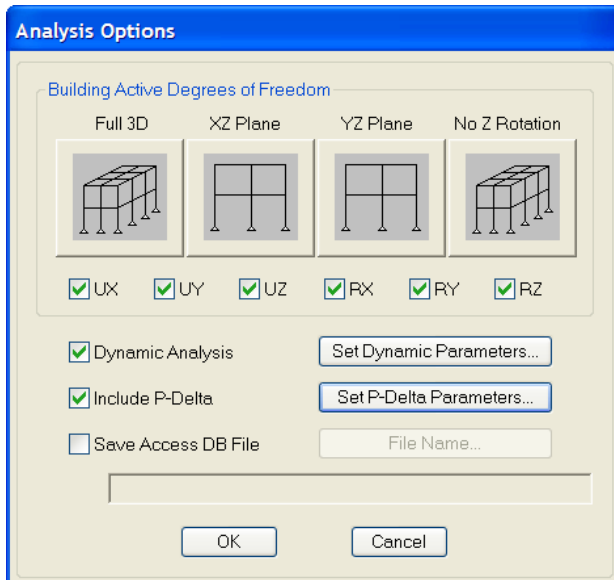 Analysis Options
Building Active Degrees of Freedom
Full 3D XZ Plane YZ Plane No Z Rotation
UX UY UZ RX RY RZ
Dynamic Analysis Set Dynamic Parameters...
Include P-Delta Set P-Delta Parameters...
Save Access DB File File Name...
OK Cancel